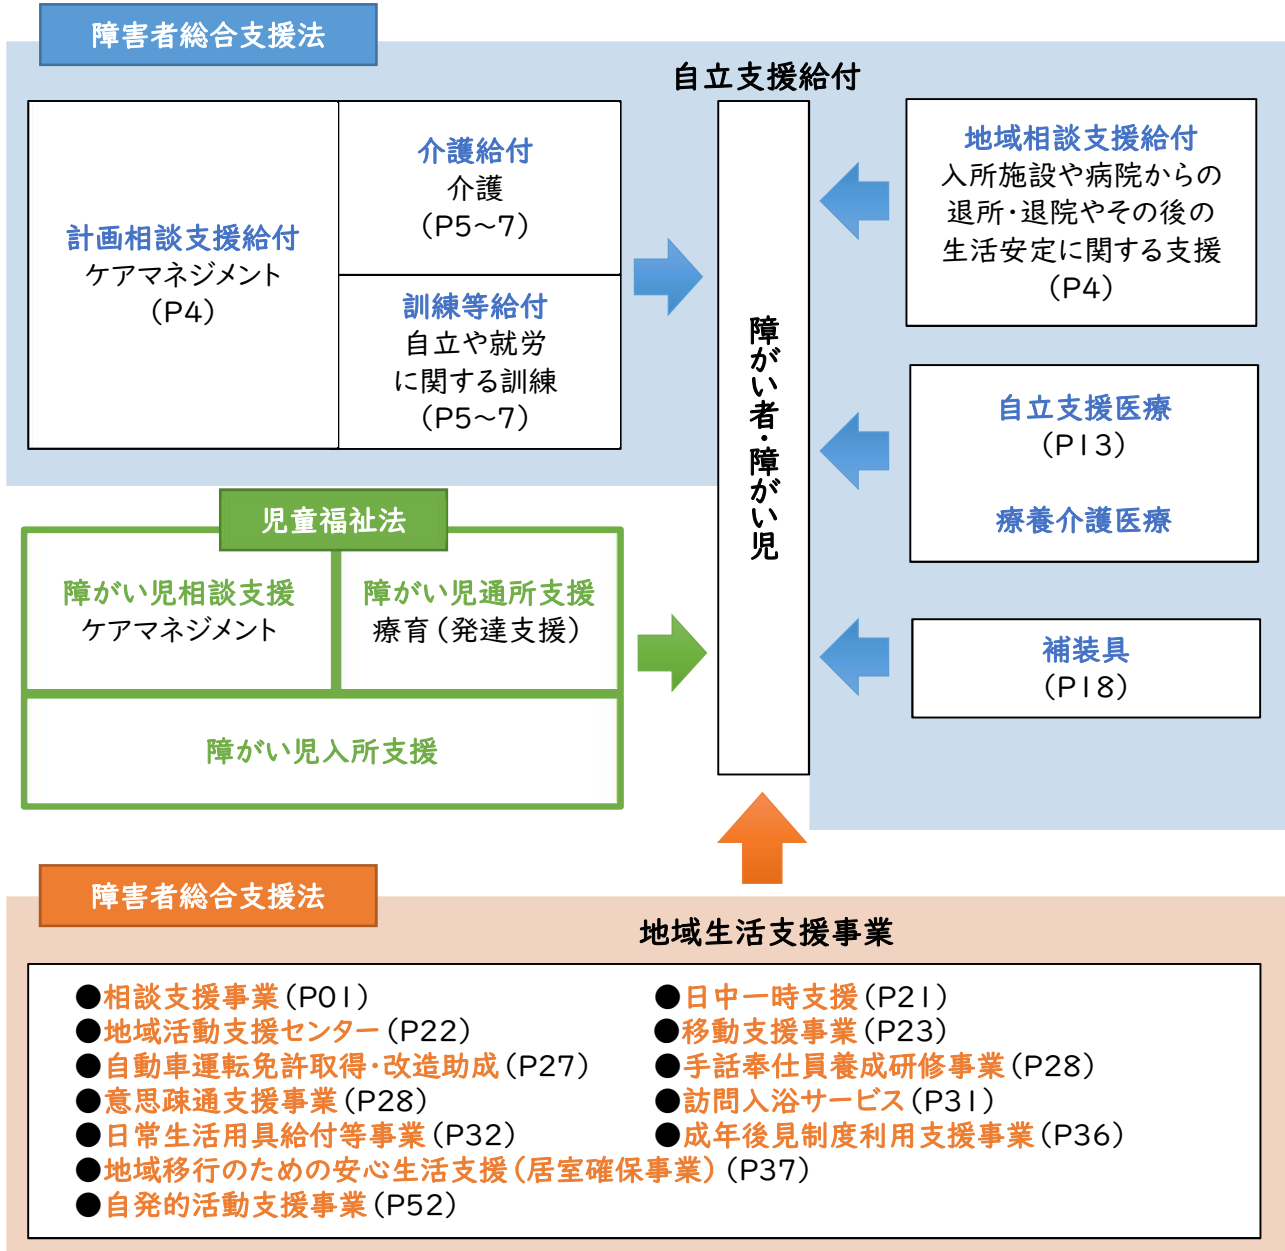 障害者総合支援法
自立支援給付
計画相談支援給付
ケアマネジメント
(P4)
介護給付
介護
(P5～7)
訓練等給付
自立や就労
に関する訓練
(P5～7)
障がい者・障がい児
地域相談支援給付
入所施設や病院からの
退所・退院やその後の
生活安定に関する支援
(P4)
自立支援医療
(P13)
療養介護医療
補装具
(P18)
児童福祉法
障がい児相談支援
ケアマネジメント
障がい児通所支援
療育(発達支援)
障がい児入所支援
障害者総合支援法
地域生活支援事業
●相談支援事業(P01)
●日中一時支援(P21)
●地域活動支援センター(P22)
●移動支援事業(P23)
●自動車運転免許取得・改造助成(P27)
●手話奉仕員養成研修事業(P28)
●意思疎通支援事業(P28)
●訪問入浴サービス(P31)
●日常生活用具給付等事業(P32)
●成年後見制度利用支援事業(P36)
●地域移行のための安心生活支援(居室確保事業)(P37)
●自発的活動支援事業(P52)